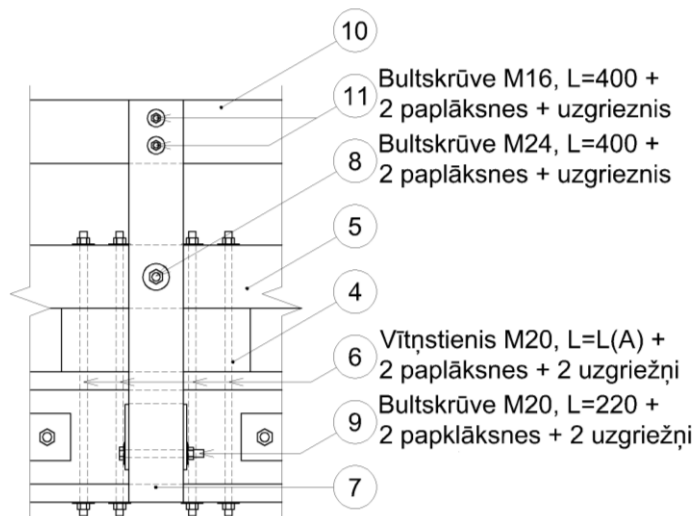 10
11 Bultskrūve M16, L=400 +
2 paplāksnes + uzgrieznis
8 Bultskrūve M24, L=400 +
2 paplāksnes + uzgrieznis
5
4
6 Vītņstienis M20, L=L(A) +
2 paplāksnes + 2 uzgriežņi
9 Bultskrūve M20, L=220 +
2 papklāksnes + 2 uzgriežņi
7